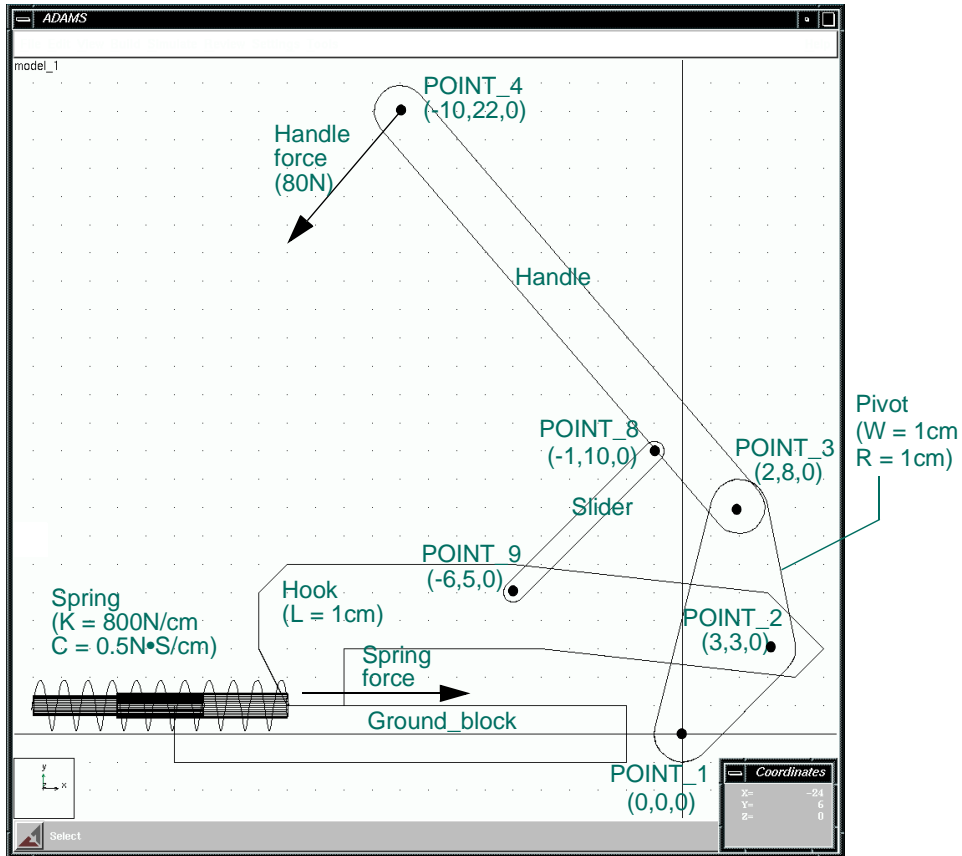 ADAMS
model_1
POINT_4
(-10,22,0)
Handle
force
(80N)
Handle
Pivot
(W = 1cm
R = 1cm)
POINT_8
(-1,10,0)
POINT_3
(2,8,0)
Slider
POINT_9
(-6,5,0)
Hook
(L = 1cm)
Spring
(K = 800N/cm
C = 0.5N•S/cm)
POINT_2
(3,3,0)
Spring
force
Ground_block
POINT_1
(0,0,0)
y
z x
Coordinates
X= -24
Y= 6
Z= 0
Select